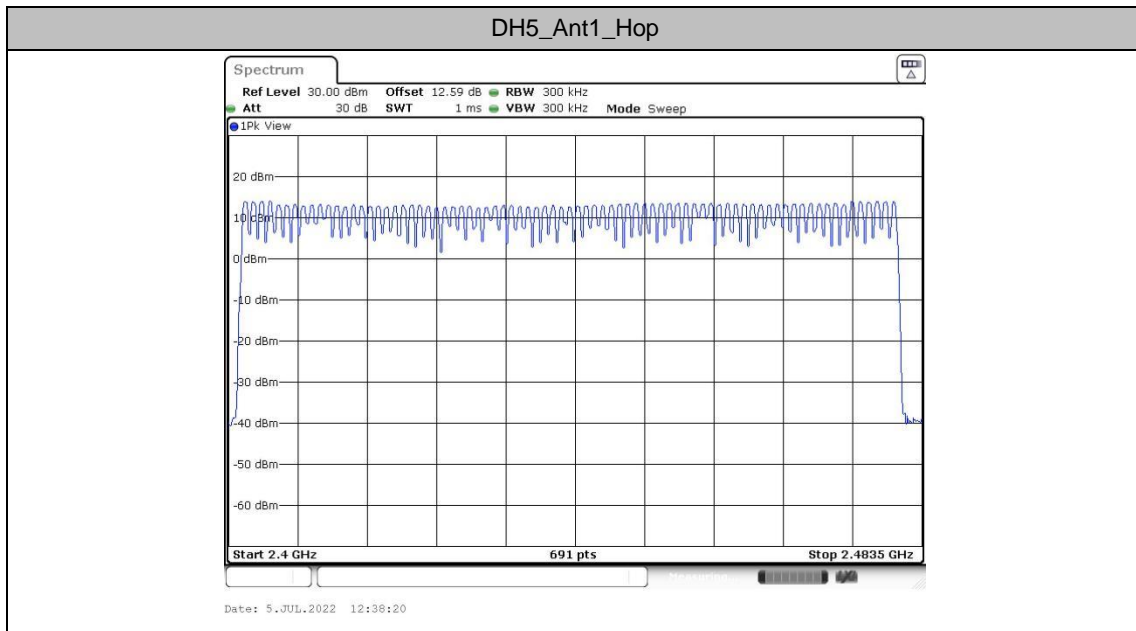 DH5_Ant1_Hop
Spectrum
Ref Level 30.00 dBm Offset 12.59 dB RBW 300 kHz
Att 30 dB SWT 1 ms VBW 300 kHz Mode Sweep
1Pk View
20 dBm
10 dBm
0 dBm
-10 dBm
-20 dBm
-30 dBm
-40 dBm
-50 dBm
-60 dBm
Start 2.4 GHz 691 pts Stop 2.4835 GHz
Measuring
Date: 5.JUL.2022 12:38:20